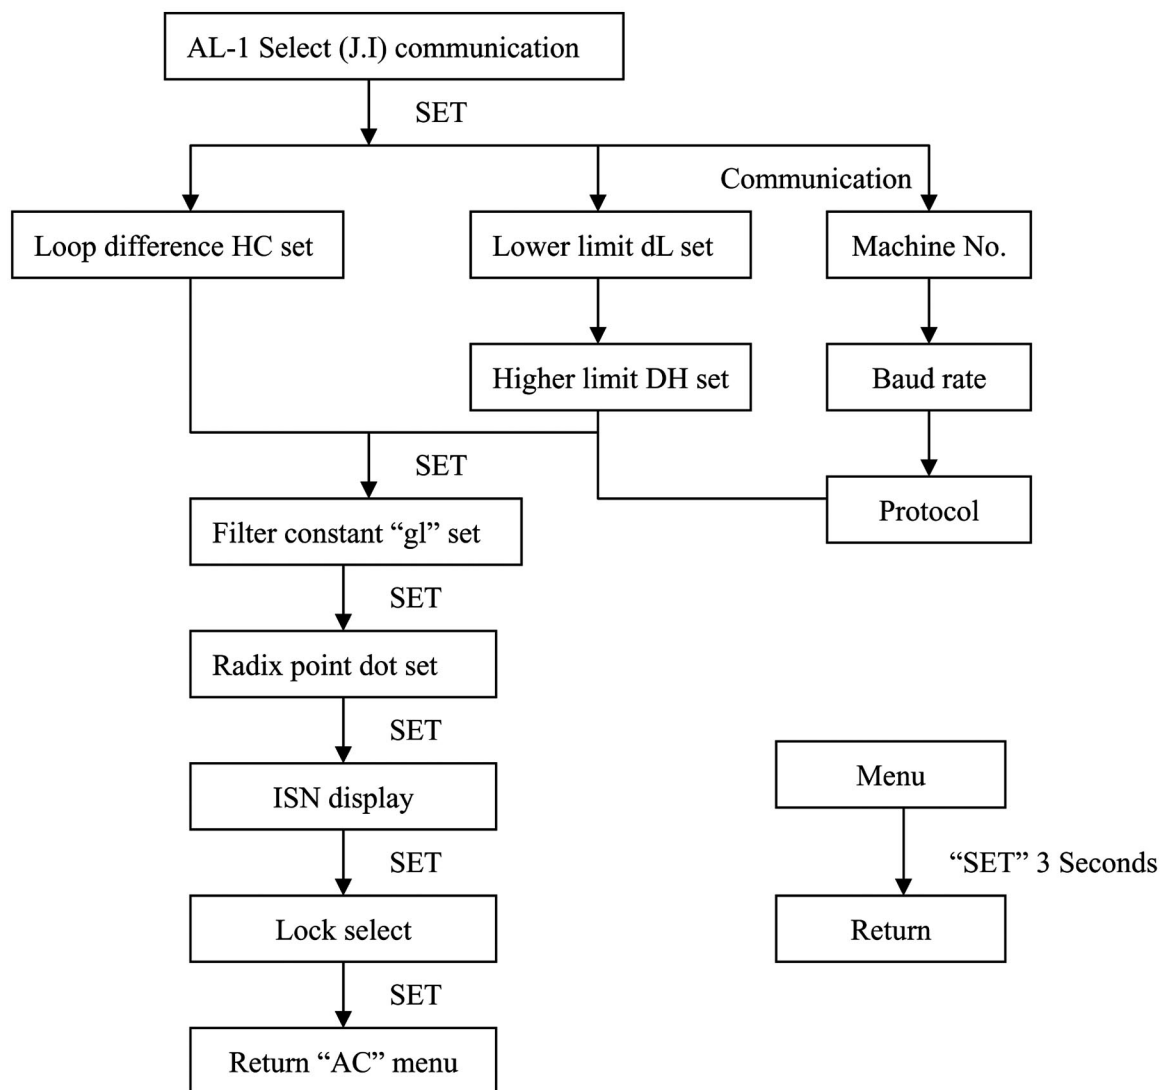 AL-1 Select (J.I) communication
SET
Communication
Loop difference HC set
Lower limit dL set
Machine No.
Higher limit DH set
Baud rate
SET
Protocol
Filter constant “gl” set
SET
Radix point dot set
SET
Menu
ISN display
SET
“SET” 3 Seconds
Lock select
Return
SET
Return “AC” menu